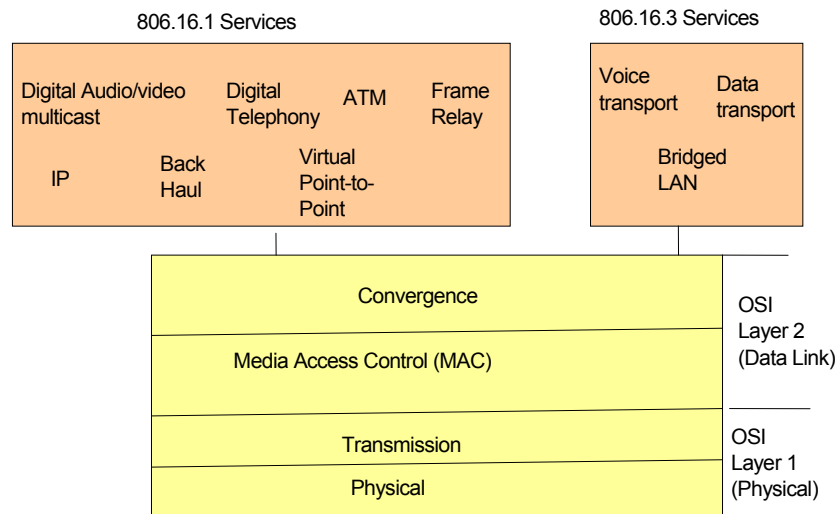 806.16.1 Services
806.16.3 Services
Digital Audio/video
multicast
Digital
Telephony
ATM
Frame
Relay
IP
Back
Haul
Virtual
Point-to-
Point
Voice
transport
Data
transport
Bridged
LAN
Convergence
Media Access Control (MAC)
OSI
Layer 2
(Data Link)
Transmission
Physical
OSI
Layer 1
(Physical)